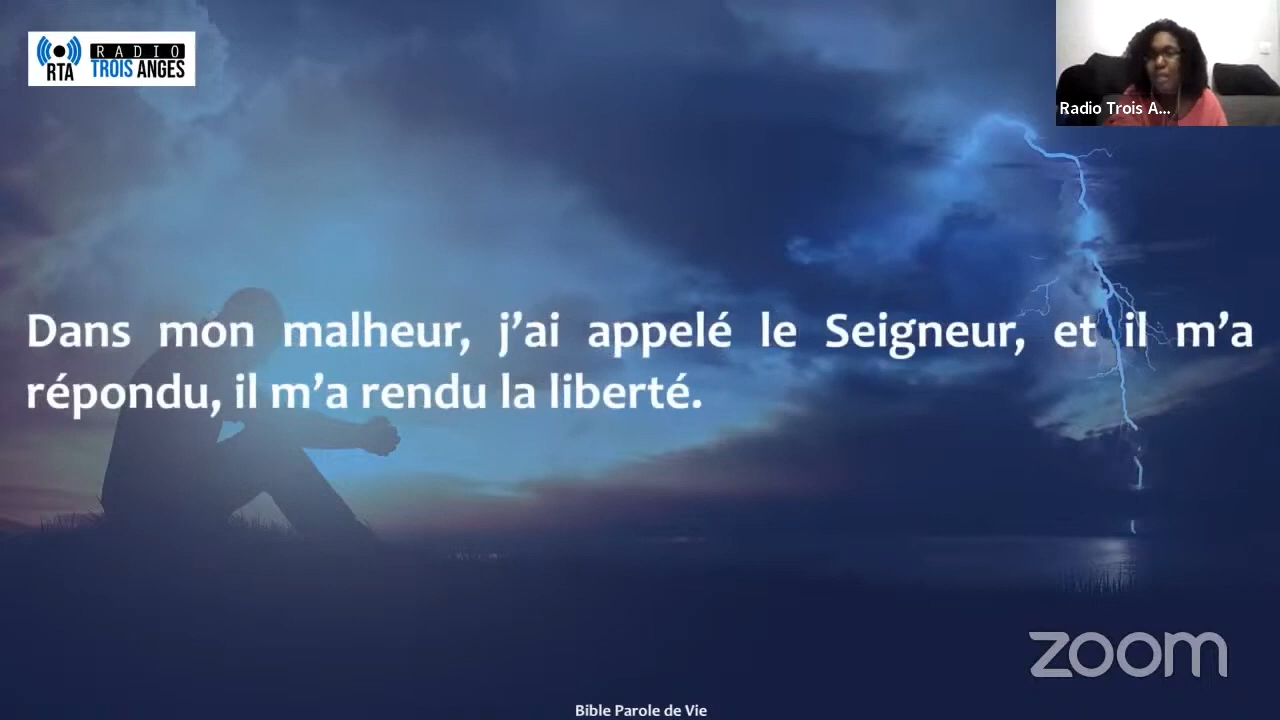 RTA
RADIO
TROIS ANGES
Radio Trois A...
Dans mon malheur, j’ai appelé le Seigneur, et il m’a
répondu, il m’a rendu la liberté.
zoom
Bible Parole de Vie